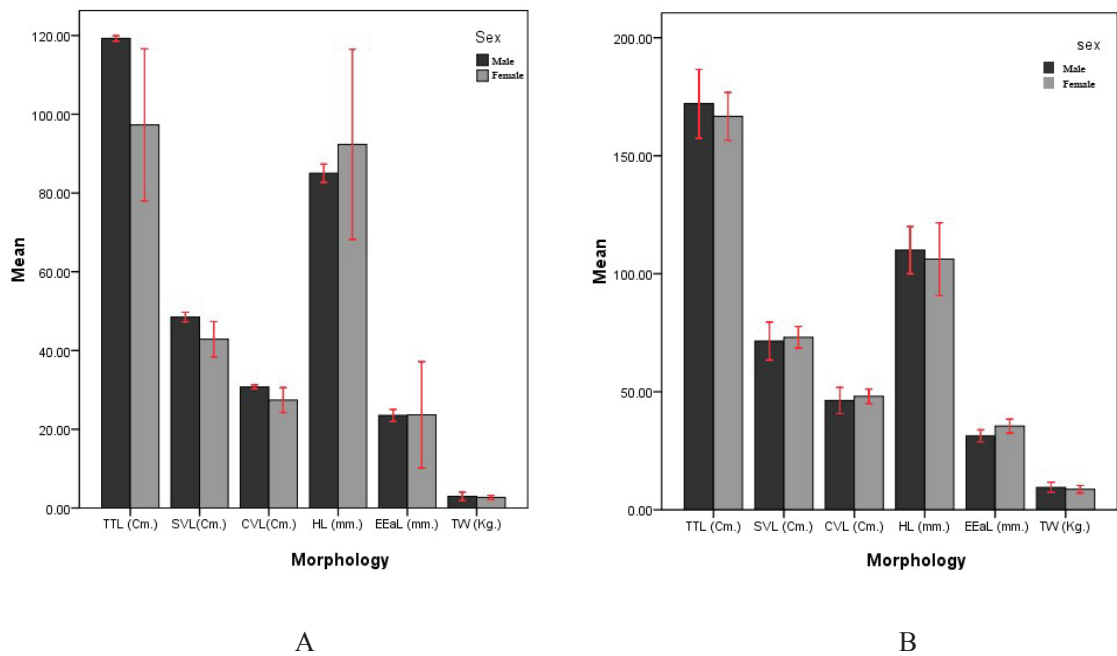 120.00
100.00
80.00
60.00
40.00
20.00
0.00
Mean
Sex
Male
Female
TTL (Cm.) SVL(Cm.) CVL(Cm.) HL (mm.) EEaL (mm.) TW (Kg.)
Morphology
A
200.00
150.00
100.00
50.00
0.00
Mean
sex
Male
Female
TTL (Cm.) SVL (Cm.) CVL (Cm.) HL (mm.) EEaL (mm.) TW (Kg.)
Morphology
B